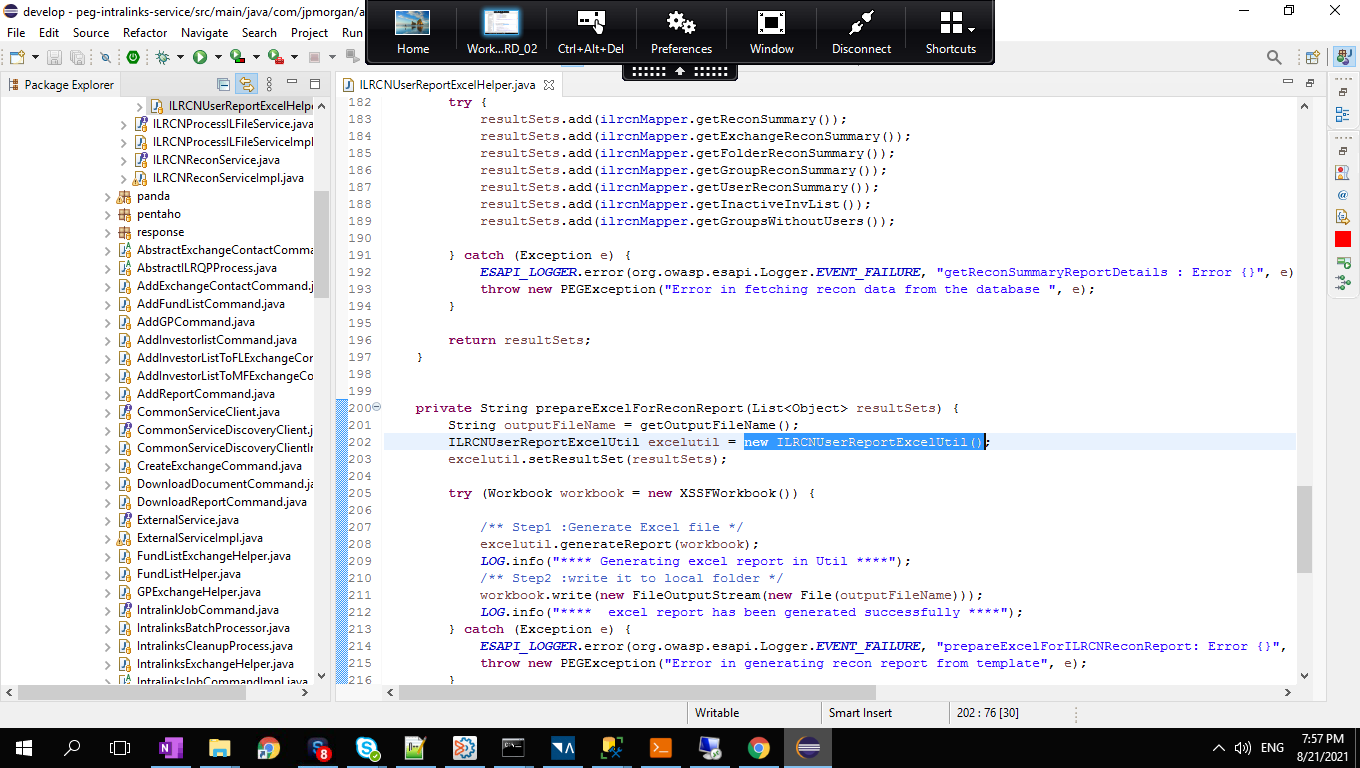 develop - peg-intralinks-service/src/main/java/com/jpmorgan/a
File Edit Source Refactor Navigate Search Project Run
Home
Work...RD_02
Ctrl+Alt+Del
Preferences
Window
Disconnect
Shortcuts
Package Explorer
ILRCNUserReportExcelHelper.java
ILRCNUserReportExcelHelpe
ILRCNProcessILFileService.java
ILRCNProcessILFileServiceImpl
ILRCNReconService.java
ILRCNReconServiceImpl.java
panda
pentaho
response
AbstractExchangeContactComma
AbstractILRQPProcess.java
AddExchangeContactCommand.j
AddFundListCommand.java
AddGPCommand.java
AddInvestorlistCommand.java
AddInvestorListToFLExchangeCor
AddInvestorListToMFExchangeCo
AddReportCommand.java
CommonServiceClient.java
CommonServiceDiscoveryClient.j
CommonServiceDiscoveryClientI
CreateExchangeCommand.java
DownloadDocumentCommand.ja
DownloadReportCommand.java
ExternalService.java
ExternalServiceImpl.java
FundListExchangeHelper.java
FundListHelper.java
GPExchangeHelper.java
IntralinkJobCommand.java
IntralinksBatchProcessor.java
IntralinksCleanupProcess.java
IntralinksExchangeHelper.java
IntralinksJobCommandImpl.java
182 try {
183 resultSets.add(ilrcnMapper.getReconSummary());
184 resultSets.add(ilrcnMapper.getExchangeReconSummary());
185 resultSets.add(ilrcnMapper.getFolderReconSummary());
186 resultSets.add(ilrcnMapper.getGroupReconSummary());
187 resultSets.add(ilrcnMapper.getUserReconSummary());
188 resultSets.add(ilrcnMapper.getInactiveInvList());
189 resultSets.add(ilrcnMapper.getGroupsWithoutUsers());
190
191 } catch (Exception e) {
192 ESAPI_LOGGER.error(org.owasp.esapi.Logger.EVENT_FAILURE, "getReconSummaryReportDetails : Error {}", e)
193 throw new PEGException("Error in fetching recon data from the database ", e);
194 }
195
196 return resultSets;
197 }
198
199
200 private String prepareExcelForReconReport(List<Object> resultSets) {
201 String outputFileName = getOutputFileName();
202 ILRCNUserReportExcelUtil excelutil = new ILRCNUserReportExcelUtil();
203 excelutil.setResultSet(resultSets);
204
205 try (Workbook workbook = new XSSFWorkbook()) {
206
207 /** Step1 :Generate Excel file */
208 excelutil.generateReport(workbook);
209 LOG.info("**** Generating excel report in Util ****");
210 /** Step2 :write it to local folder */
211 workbook.write(new FileOutputStream(new File(outputFileName)));
212 LOG.info("****  excel report has been generated successfully ****");
213 } catch (Exception e) {
214 ESAPI_LOGGER.error(org.owasp.esapi.Logger.EVENT_FAILURE, "prepareExcelForILRCNReconReport: Error {}",
215 throw new PEGException("Error in generating recon report from template", e);
216 }
Writable
Smart Insert
202 : 76 [30]
8
ENG
7:57 PM
8/21/2021